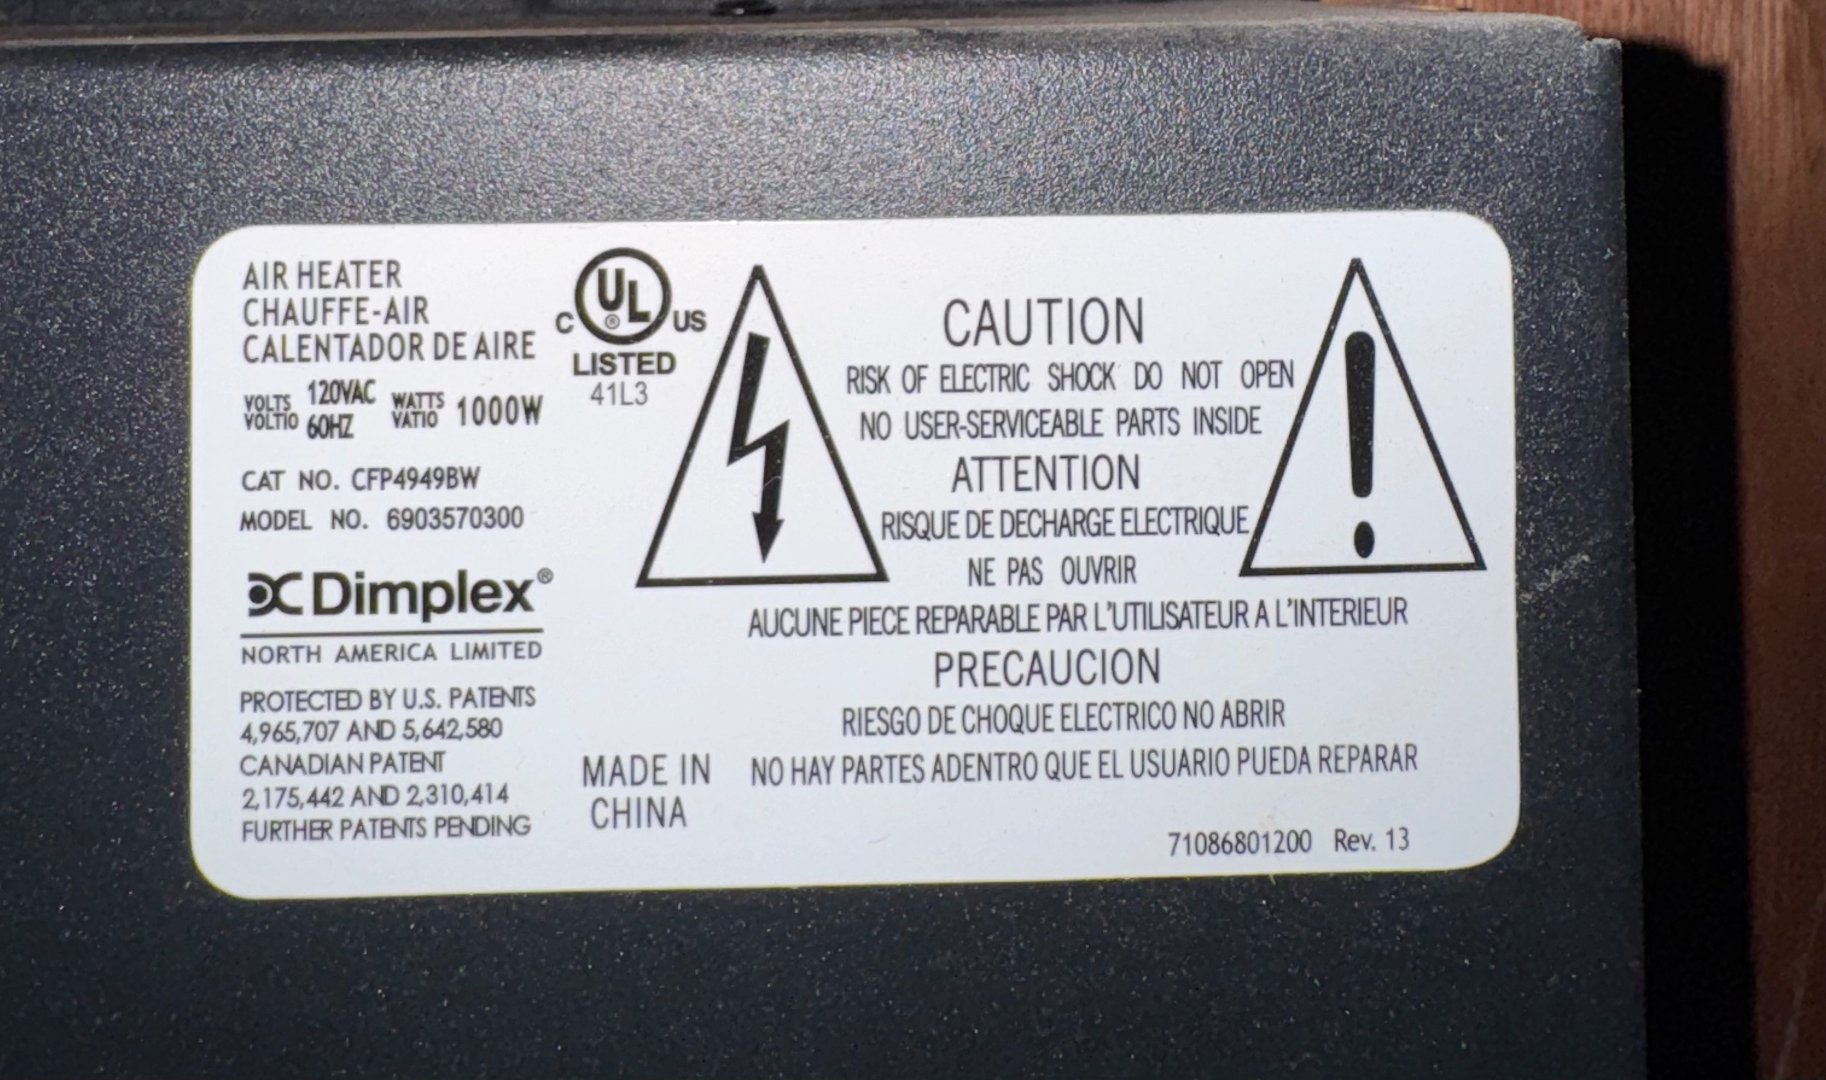 AIR HEATER
CHAUFFE-AIR
CALENTADOR DE AIRE
VOLTS 120VAC WATTS 1000W
VOLTIO 60HZ VATIO
CAT NO. CFP4949BW
MODEL NO. 6903570300
Dimplex®
NORTH AMERICA LIMITED
PROTECTED BY U.S. PATENTS
4,965,707 AND 5,642,580
CANADIAN PATENT
2,175,442 AND 2,310,414
FURTHER PATENTS PENDING
C UL ® US
LISTED
41L3
MADE IN
CHINA
CAUTION
RISK OF ELECTRIC SHOCK DO NOT OPEN
NO USER-SERVICEABLE PARTS INSIDE
ATTENTION
RISQUE DE DECHARGE ELECTRIQUE
NE PAS OUVRIR
AUCUNE PIECE REPARABLE PAR L'UTILISATEUR A L'INTERIEUR
PRECAUCION
RIESGO DE CHOQUE ELECTRICO NO ABRIR
NO HAY PARTES ADENTRO QUE EL USUARIO PUEDA REPARAR
71086801200 Rev. 13